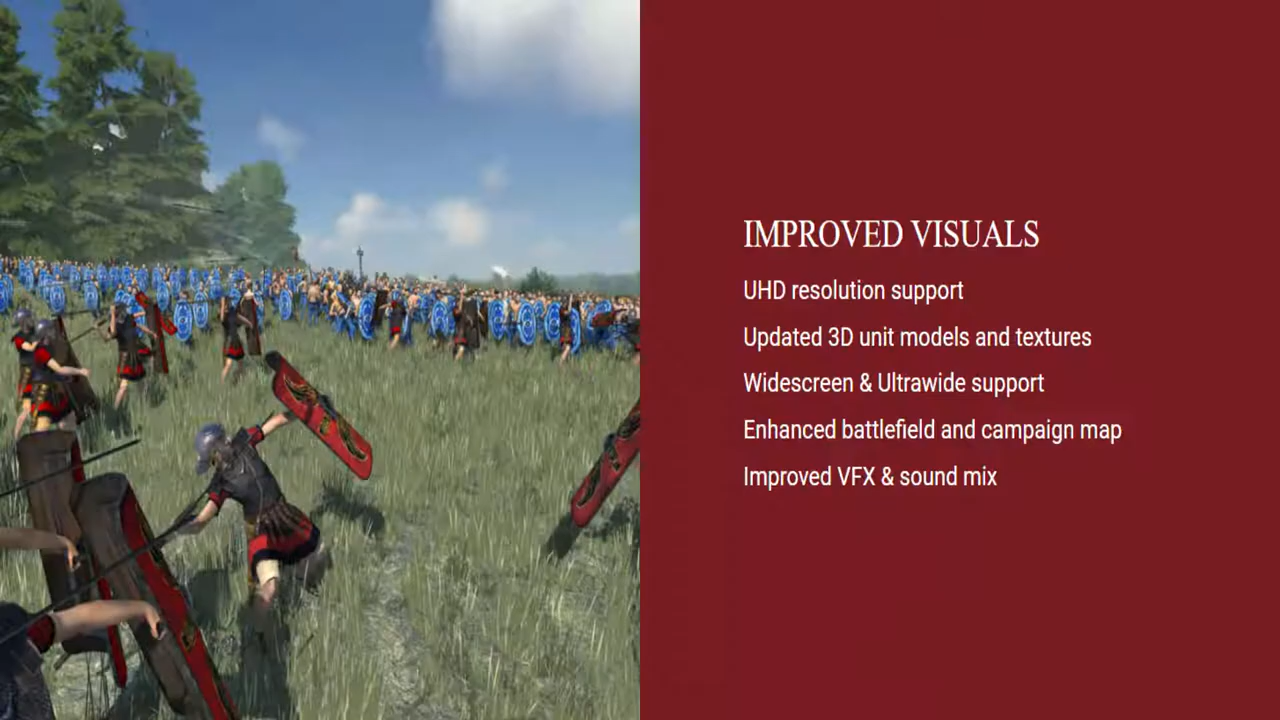 IMPROVED VISUALS
UHD resolution support
Updated 3D unit models and textures
Widescreen & Ultrawide support
Enhanced battlefield and campaign map
Improved VFX & sound mix